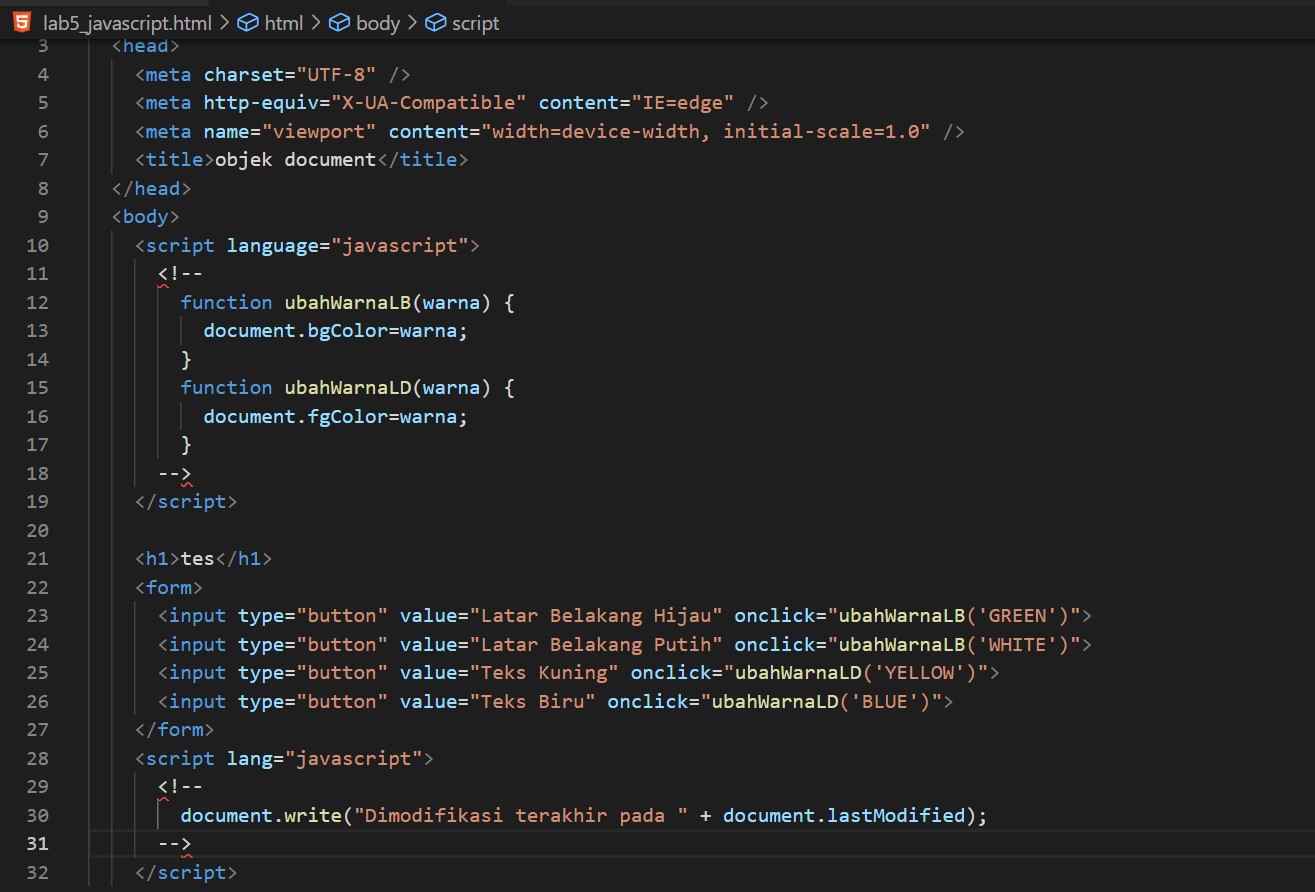 lab5_javascript.html > html > body > script
3 <head>
4 <meta charset="UTF-8" />
5 <meta http-equiv="X-UA-Compatible" content="IE=edge" />
6 <meta name="viewport" content="width=device-width, initial-scale=1.0" />
7 <title>objek document</title>
8 </head>
9 <body>
10 <script language="javascript">
11 <!--
12 function ubahWarnaLB(warna) {
13 document.bgColor=warna;
14 }
15 function ubahWarnaLD(warna) {
16 document.fgColor=warna;
17 }
18 -->
19 </script>
20
21 <h1>tes</h1>
22 <form>
23 <input type="button" value="Latar Belakang Hijau" onclick="ubahWarnaLB('GREEN')">
24 <input type="button" value="Latar Belakang Putih" onclick="ubahWarnaLB('WHITE')">
25 <input type="button" value="Teks Kuning" onclick="ubahWarnaLD('YELLOW')">
26 <input type="button" value="Teks Biru" onclick="ubahWarnaLD('BLUE')">
27 </form>
28 <script lang="javascript">
29 <!--
30 document.write("Dimodifikasi terakhir pada " + document.lastModified);
31 -->
32 </script>